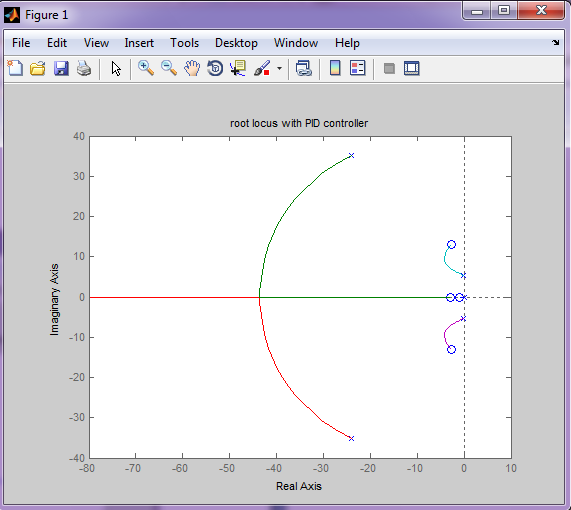 Figure 1
File Edit View Insert Tools Desktop Window Help
root locus with PID controller
40
30
20
10
0
-10
-20
-30
-40
Imaginary Axis
-80 -70 -60 -50 -40 -30 -20 -10 0 10
Real Axis